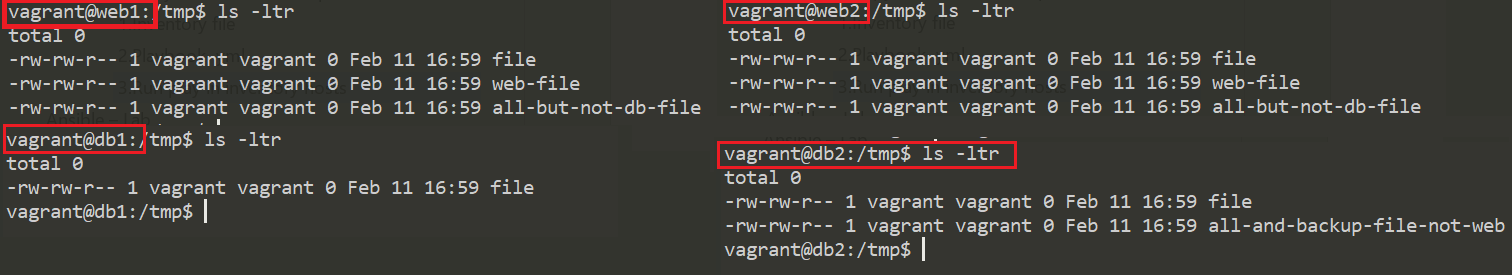 vagrant@web1:/tmp$ ls -ltr
total 0
-rw-rw-r-- 1 vagrant vagrant 0 Feb 11 16:59 file
-rw-rw-r-- 1 vagrant vagrant 0 Feb 11 16:59 web-file
-rw-rw-r-- 1 vagrant vagrant 0 Feb 11 16:59 all-but-not-db-file
vagrant@db1:/tmp$ ls -ltr
total 0
-rw-rw-r-- 1 vagrant vagrant 0 Feb 11 16:59 file
vagrant@db1:/tmp$
vagrant@web2:/tmp$ ls -ltr
total 0
-rw-rw-r-- 1 vagrant vagrant 0 Feb 11 16:59 file
-rw-rw-r-- 1 vagrant vagrant 0 Feb 11 16:59 web-file
-rw-rw-r-- 1 vagrant vagrant 0 Feb 11 16:59 all-but-not-db-file
vagrant@db2:/tmp$ ls -ltr
total 0
-rw-rw-r-- 1 vagrant vagrant 0 Feb 11 16:59 file
-rw-rw-r-- 1 vagrant vagrant 0 Feb 11 16:59 all-and-backup-file-not-web
vagrant@db2:/tmp$